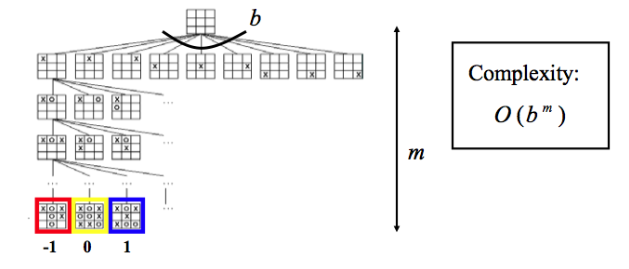 b
X X X X X X X X X
X O X O X O
...
X O X X O X X O X
...
... ... ... ...
...
X O X X O X X O X
O X O O X X
O X X O X O O
-1 0 1
m
Complexity:
O ( b^m )